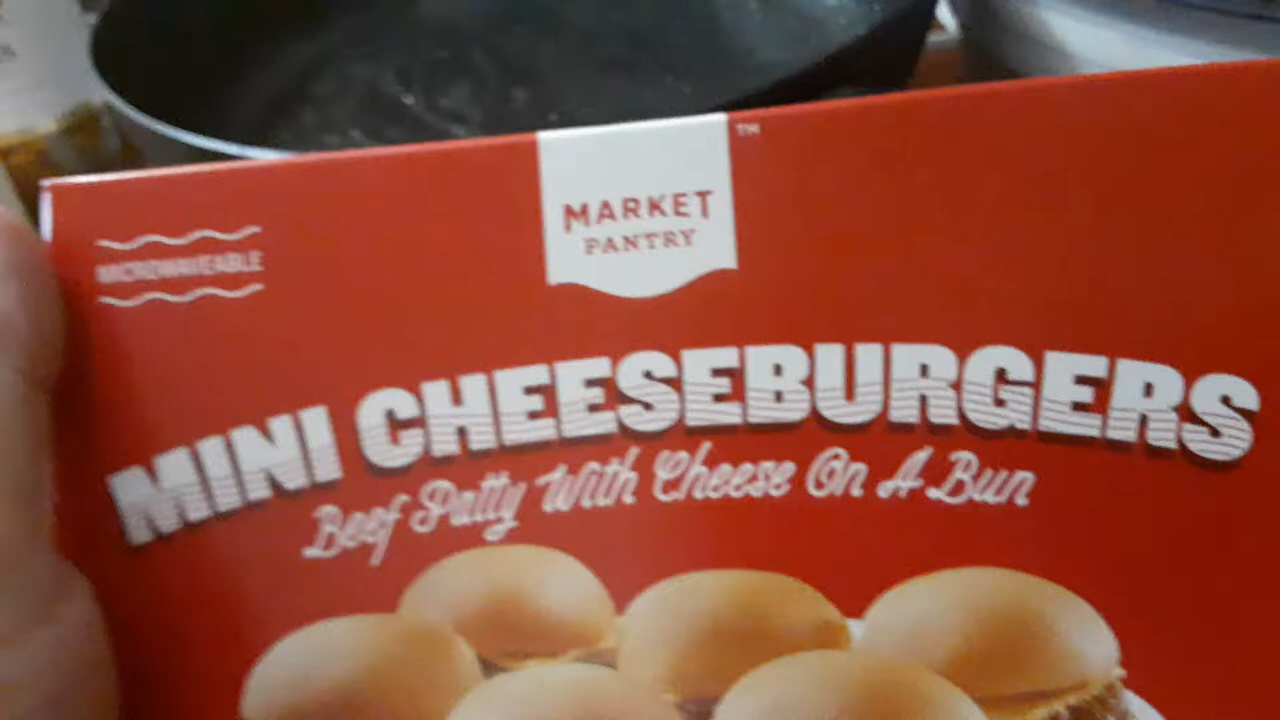 MARKET
PANTRY
TM
MICROWAVEABLE
MINI CHEESEBURGERS
Beef Patty With Cheese On A Bun